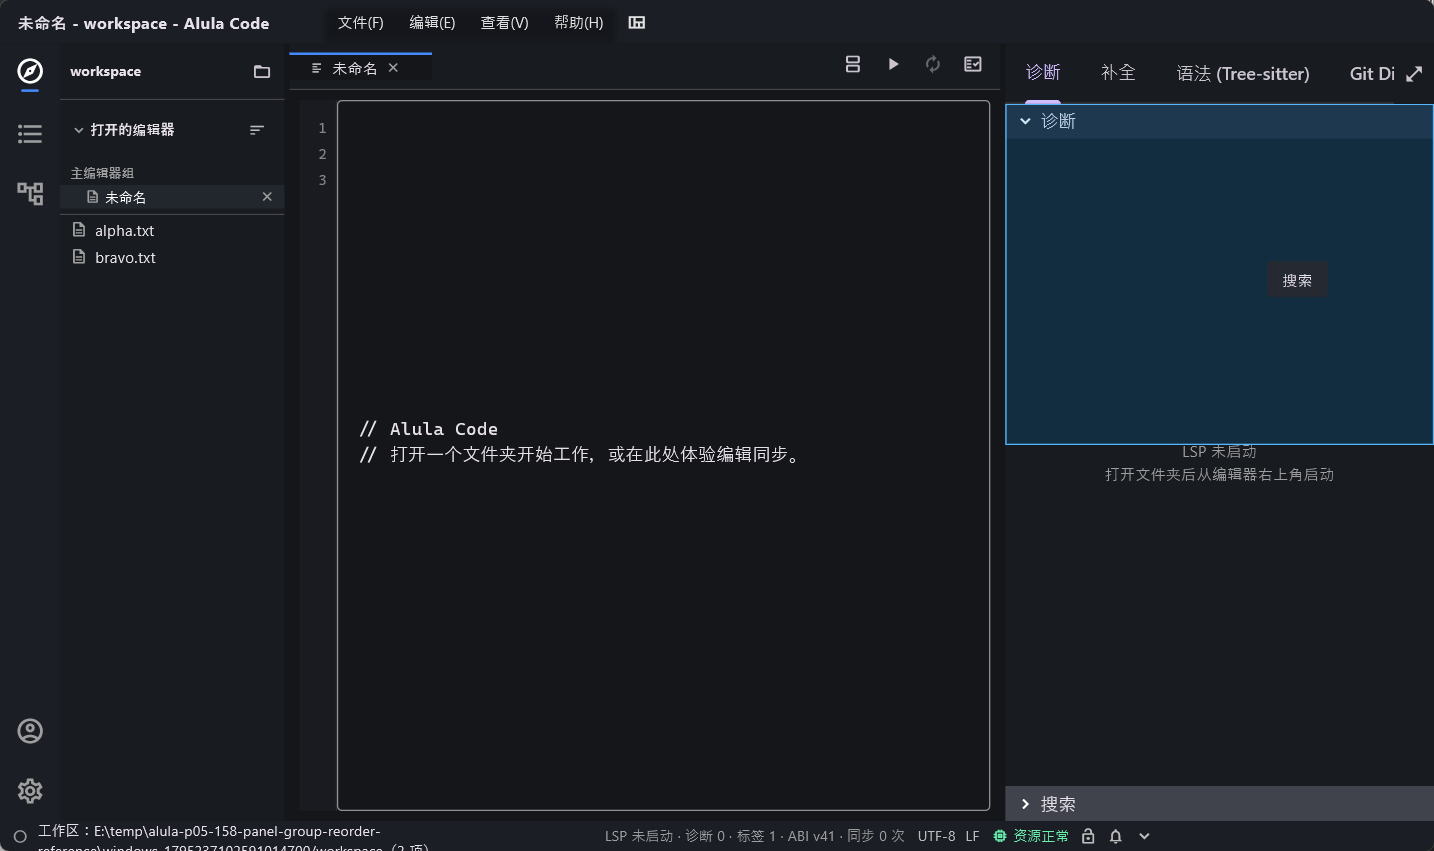 未命名 - workspace - Alula Code
文件(F) 编辑(E) 查看(V) 帮助(H)
workspace
未命名
诊断 补全 语法 (Tree-sitter) Git Di
打开的编辑器
主编辑器组
未命名
alpha.txt
bravo.txt
1
2
3
// Alula Code
// 打开一个文件夹开始工作，或在此处体验编辑同步。
诊断
搜索
LSP 未启动
打开文件夹后从编辑器右上角启动
搜索
工作区：E:\temp\alula-p05-158-panel-group-reorder-
reference\windows-1795237102591014700/workspace（2 项）
LSP 未启动 · 诊断 0 · 标签 1 · ABI v41 · 同步 0 次 UTF-8 LF 资源正常